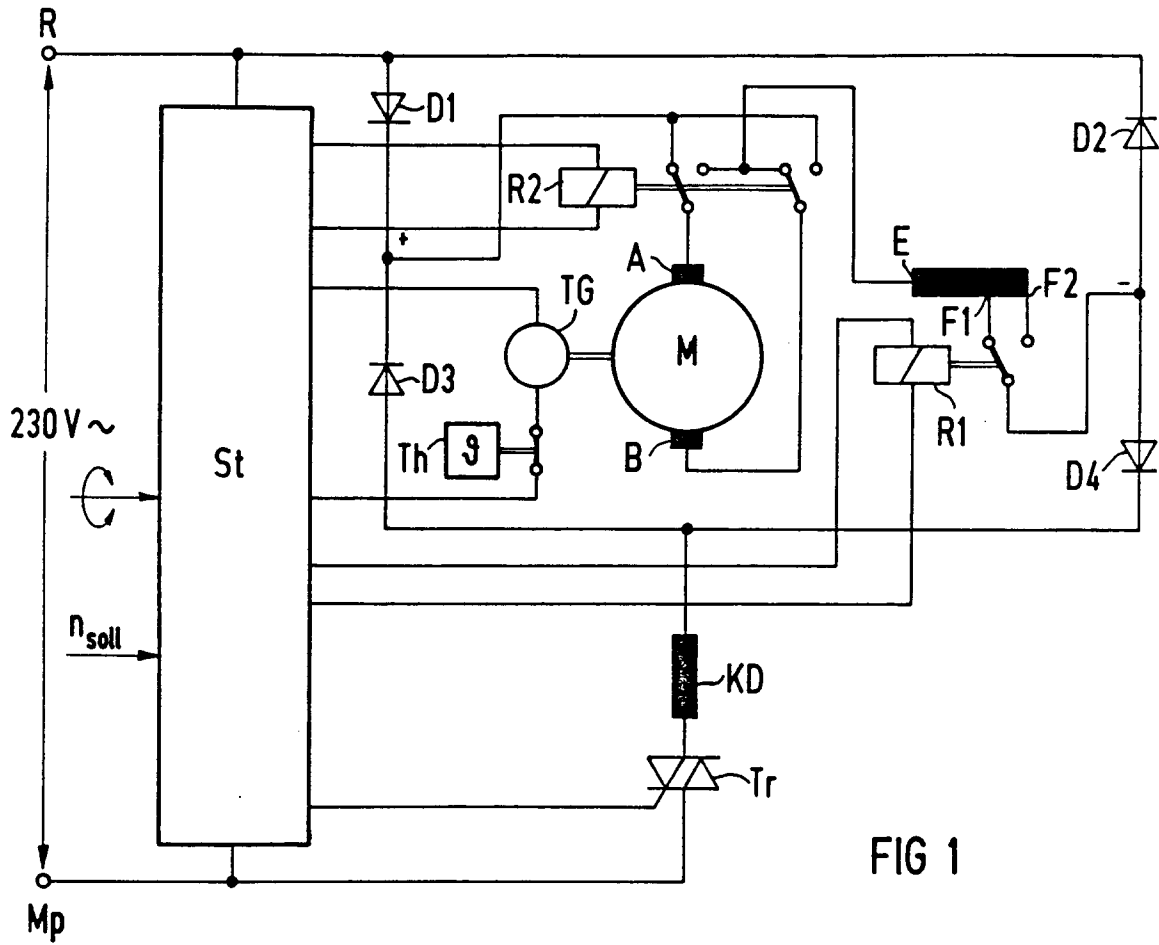 R
D1
D2
R2
+
A
E
TG
F2
-
F1
M
D3
R1
230 V ~
Th
ϑ
B
St
D4
n_soll
KD
Tr
FIG 1
Mp